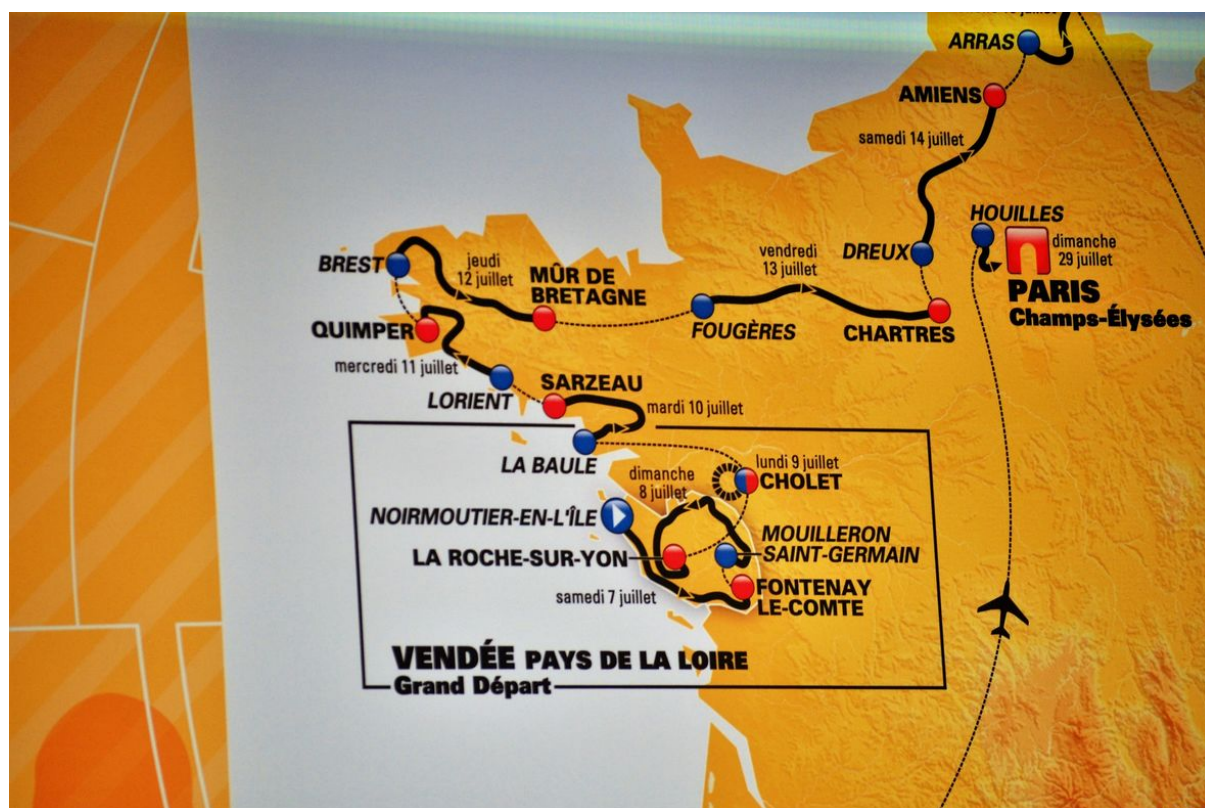 ARRAS
AMIENS
samedi 14 juillet
HOUILLES
dimanche
29 juillet
PARIS
Champs-Élysées
DREUX
vendredi
13 juillet
BREST
jeudi
12 juillet
MÛR DE
BRETAGNE
FOUGÈRES
CHARTRES
QUIMPER
mercredi 11 juillet
LORIENT
SARZEAU
mardi 10 juillet
LA BAULE
lundi 9 juillet
CHOLET
dimanche
8 juillet
NOIRMOUTIER-EN-L'ÎLE
MOUILLERON
SAINT-GERMAIN
LA ROCHE-SUR-YON
samedi 7 juillet
FONTENAY
LE-COMTE
VENDÉE PAYS DE LA LOIRE
Grand Départ